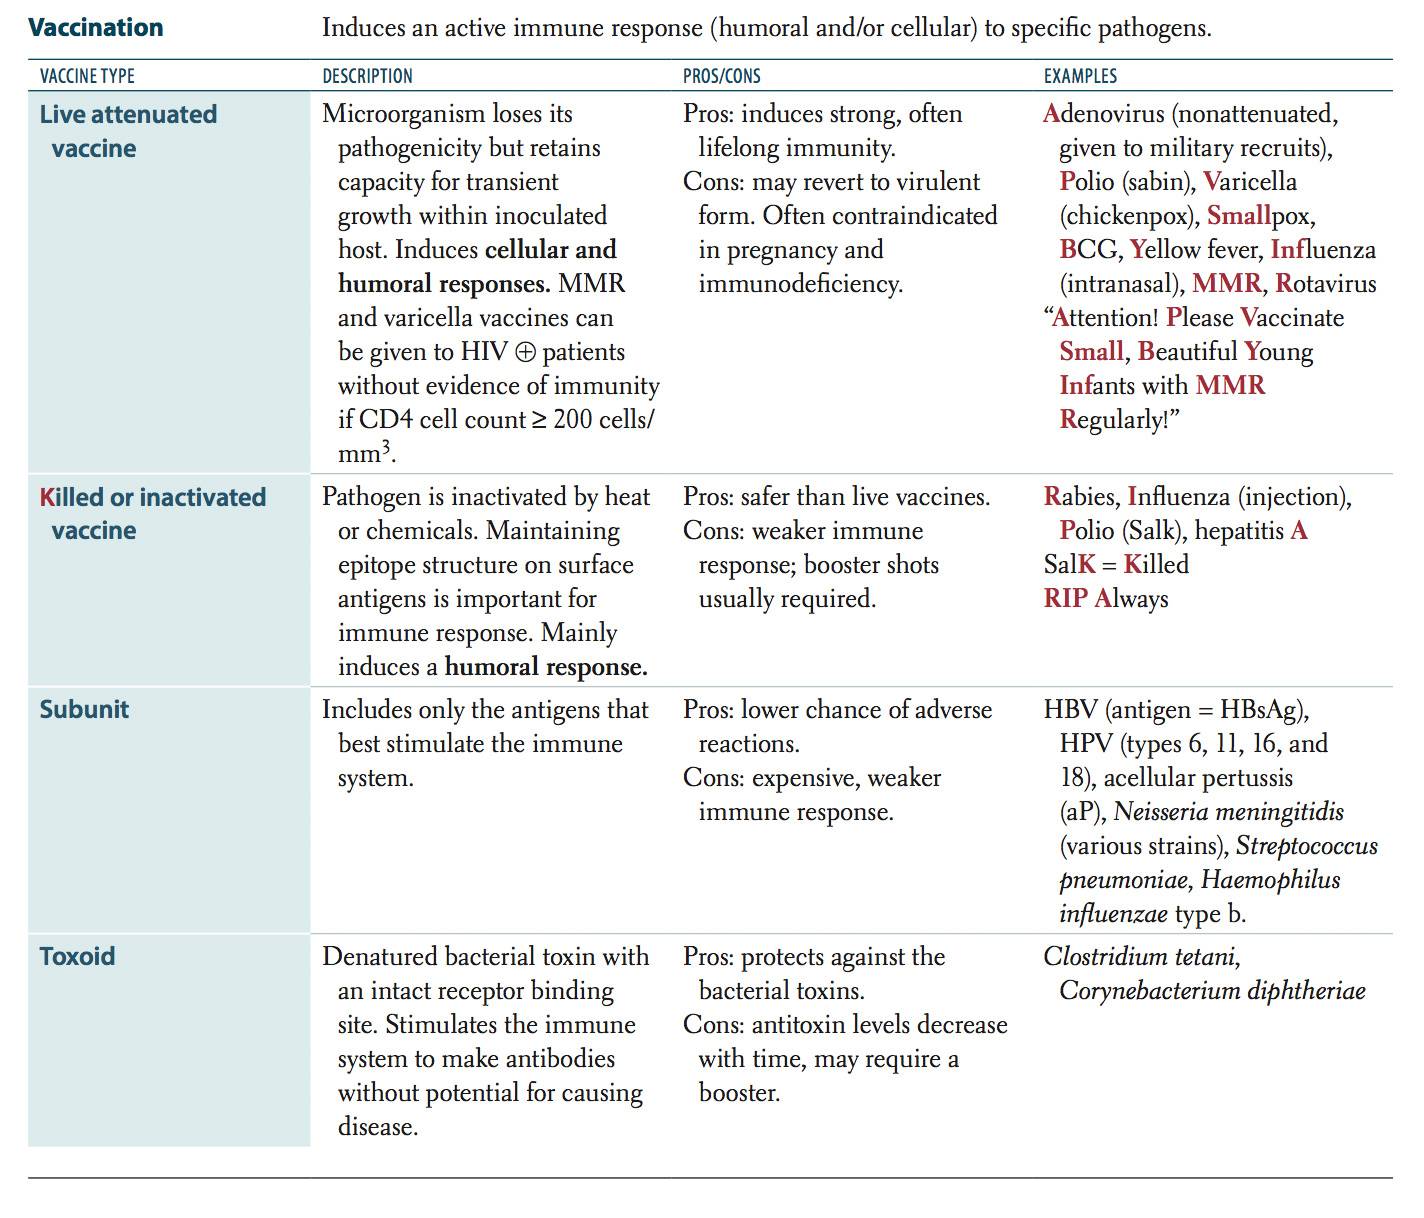 Vaccination
Induces an active immune response (humoral and/or cellular) to specific pathogens.
VACCINE TYPE
DESCRIPTION
PROS/CONS
EXAMPLES
Live attenuated
vaccine
Microorganism loses its
pathogenicity but retains
capacity for transient
growth within inoculated
host. Induces cellular and
humoral responses. MMR
and varicella vaccines can
be given to HIV ⊕ patients
without evidence of immunity
if CD4 cell count ≥ 200 cells/
mm³.
Pros: induces strong, often
lifelong immunity.
Cons: may revert to virulent
form. Often contraindicated
in pregnancy and
immunodeficiency.
Adenovirus (nonattenuated,
given to military recruits),
Polio (sabin), Varicella
(chickenpox), Smallpox,
BCG, Yellow fever, Influenza
(intranasal), MMR, Rotavirus
“Attention! Please Vaccinate
Small, Beautiful Young
Infants with MMR
Regularly!”
Killed or inactivated
vaccine
Pathogen is inactivated by heat
or chemicals. Maintaining
epitope structure on surface
antigens is important for
immune response. Mainly
induces a humoral response.
Pros: safer than live vaccines.
Cons: weaker immune
response; booster shots
usually required.
Rabies, Influenza (injection),
Polio (Salk), hepatitis A
SalK = Killed
RIP Always
Subunit
Includes only the antigens that
best stimulate the immune
system.
Pros: lower chance of adverse
reactions.
Cons: expensive, weaker
immune response.
HBV (antigen = HBsAg),
HPV (types 6, 11, 16, and
18), acellular pertussis
(aP), Neisseria meningitidis
(various strains), Streptococcus
pneumoniae, Haemophilus
influenzae type b.
Toxoid
Denatured bacterial toxin with
an intact receptor binding
site. Stimulates the immune
system to make antibodies
without potential for causing
disease.
Pros: protects against the
bacterial toxins.
Cons: antitoxin levels decrease
with time, may require a
booster.
Clostridium tetani,
Corynebacterium diphtheriae